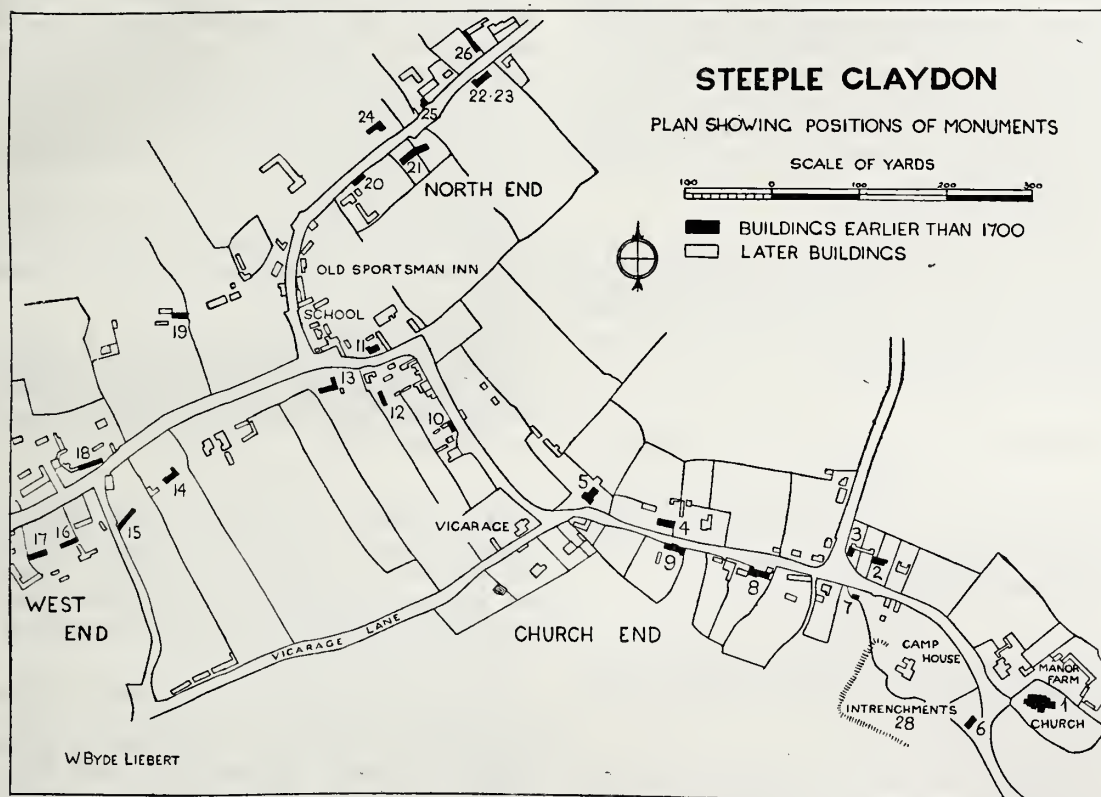 STEEPLE CLAYDON
PLAN SHOWING POSITIONS OF MONUMENTS
SCALE OF YARDS
100 0 100 200 300
BUILDINGS EARLIER THAN 1700
LATER BUILDINGS
26
22·23
25
24
21
20
NORTH END
OLD SPORTSMAN INN
SCHOOL
19
11
13
12
10
18
14
15
17 16
WEST
END
5
4
VICARAGE
9
8
3
2
7
CHURCH END
VICARAGE LANE
CAMP
HOUSE
MANOR
FARM
INTRENCHMENTS
28
1
CHURCH
6
W BYDE LIEBERT